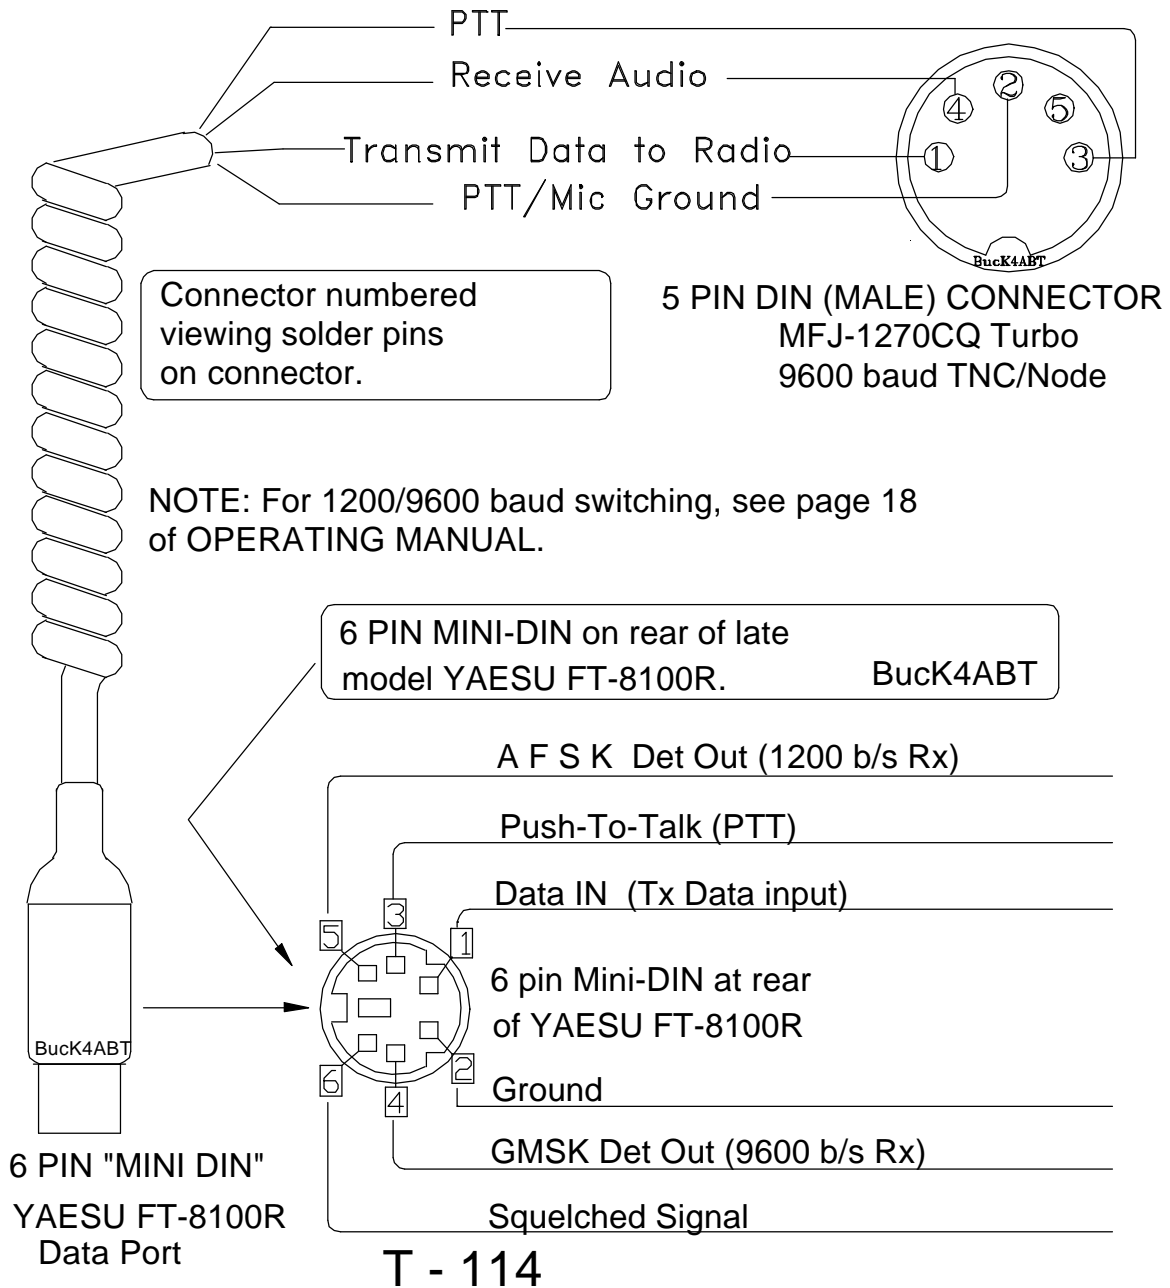 PTT
Receive Audio
Transmit Data to Radio
PTT/Mic Ground
4
2
5
1
3
BucK4ABT
Connector numbered
viewing solder pins
on connector.
5 PIN DIN (MALE) CONNECTOR
MFJ-1270CQ Turbo
9600 baud TNC/Node
NOTE: For 1200/9600 baud switching, see page 18
of OPERATING MANUAL.
6 PIN MINI-DIN on rear of late
model YAESU FT-8100R. BucK4ABT
A F S K Det Out (1200 b/s Rx)
Push-To-Talk (PTT)
Data IN (Tx Data input)
5
3
1
6 pin Mini-DIN at rear
of YAESU FT-8100R
BucK4ABT
6
4
2
Ground
GMSK Det Out (9600 b/s Rx)
Squelched Signal
6 PIN "MINI DIN"
YAESU FT-8100R
Data Port
T - 114